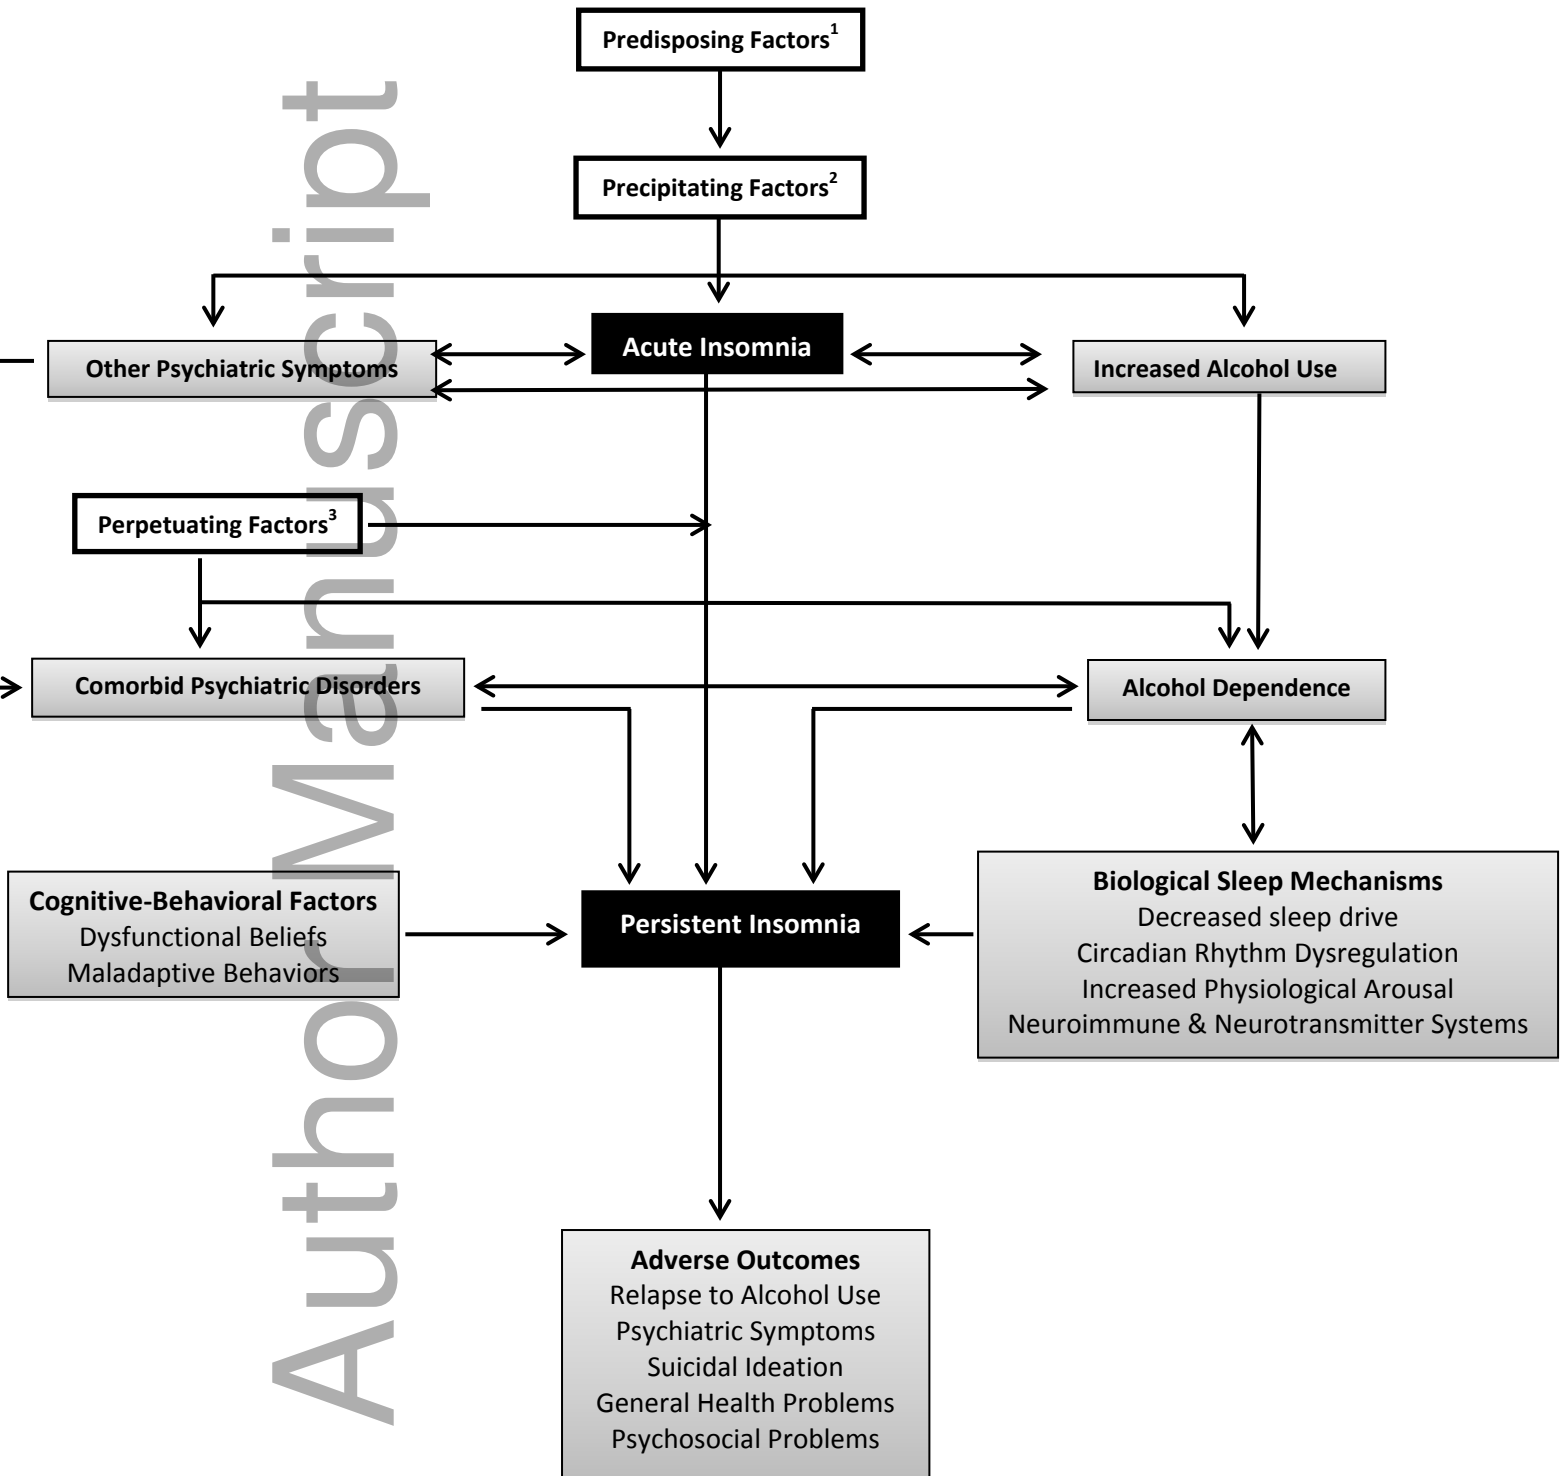 Predisposing Factors1
Precipitating Factors2
Acute Insomnia
Other Psychiatric Symptoms
Increased Alcohol Use
Perpetuating Factors3
Comorbid Psychiatric Disorders
Alcohol Dependence
Cognitive-Behavioral Factors
Dysfunctional Beliefs
Maladaptive Behaviors
Persistent Insomnia
Biological Sleep Mechanisms
Decreased sleep drive
Circadian Rhythm Dysregulation
Increased Physiological Arousal
Neuroimmune & Neurotransmitter Systems
Adverse Outcomes
Relapse to Alcohol Use
Psychiatric Symptoms
Suicidal Ideation
General Health Problems
Psychosocial Problems
Author Manuscript